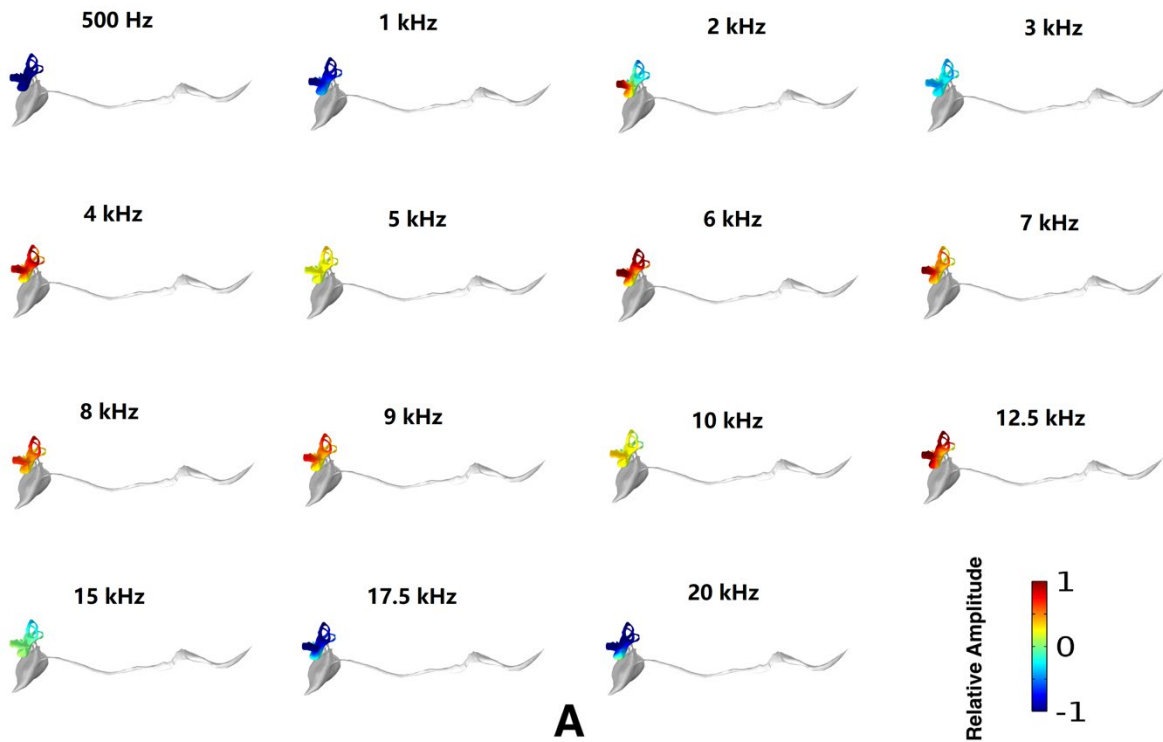 500 Hz
1 kHz
2 kHz
3 kHz
4 kHz
5 kHz
6 kHz
7 kHz
8 kHz
9 kHz
10 kHz
12.5 kHz
15 kHz
17.5 kHz
20 kHz
Relative Amplitude
1
0
-1
A